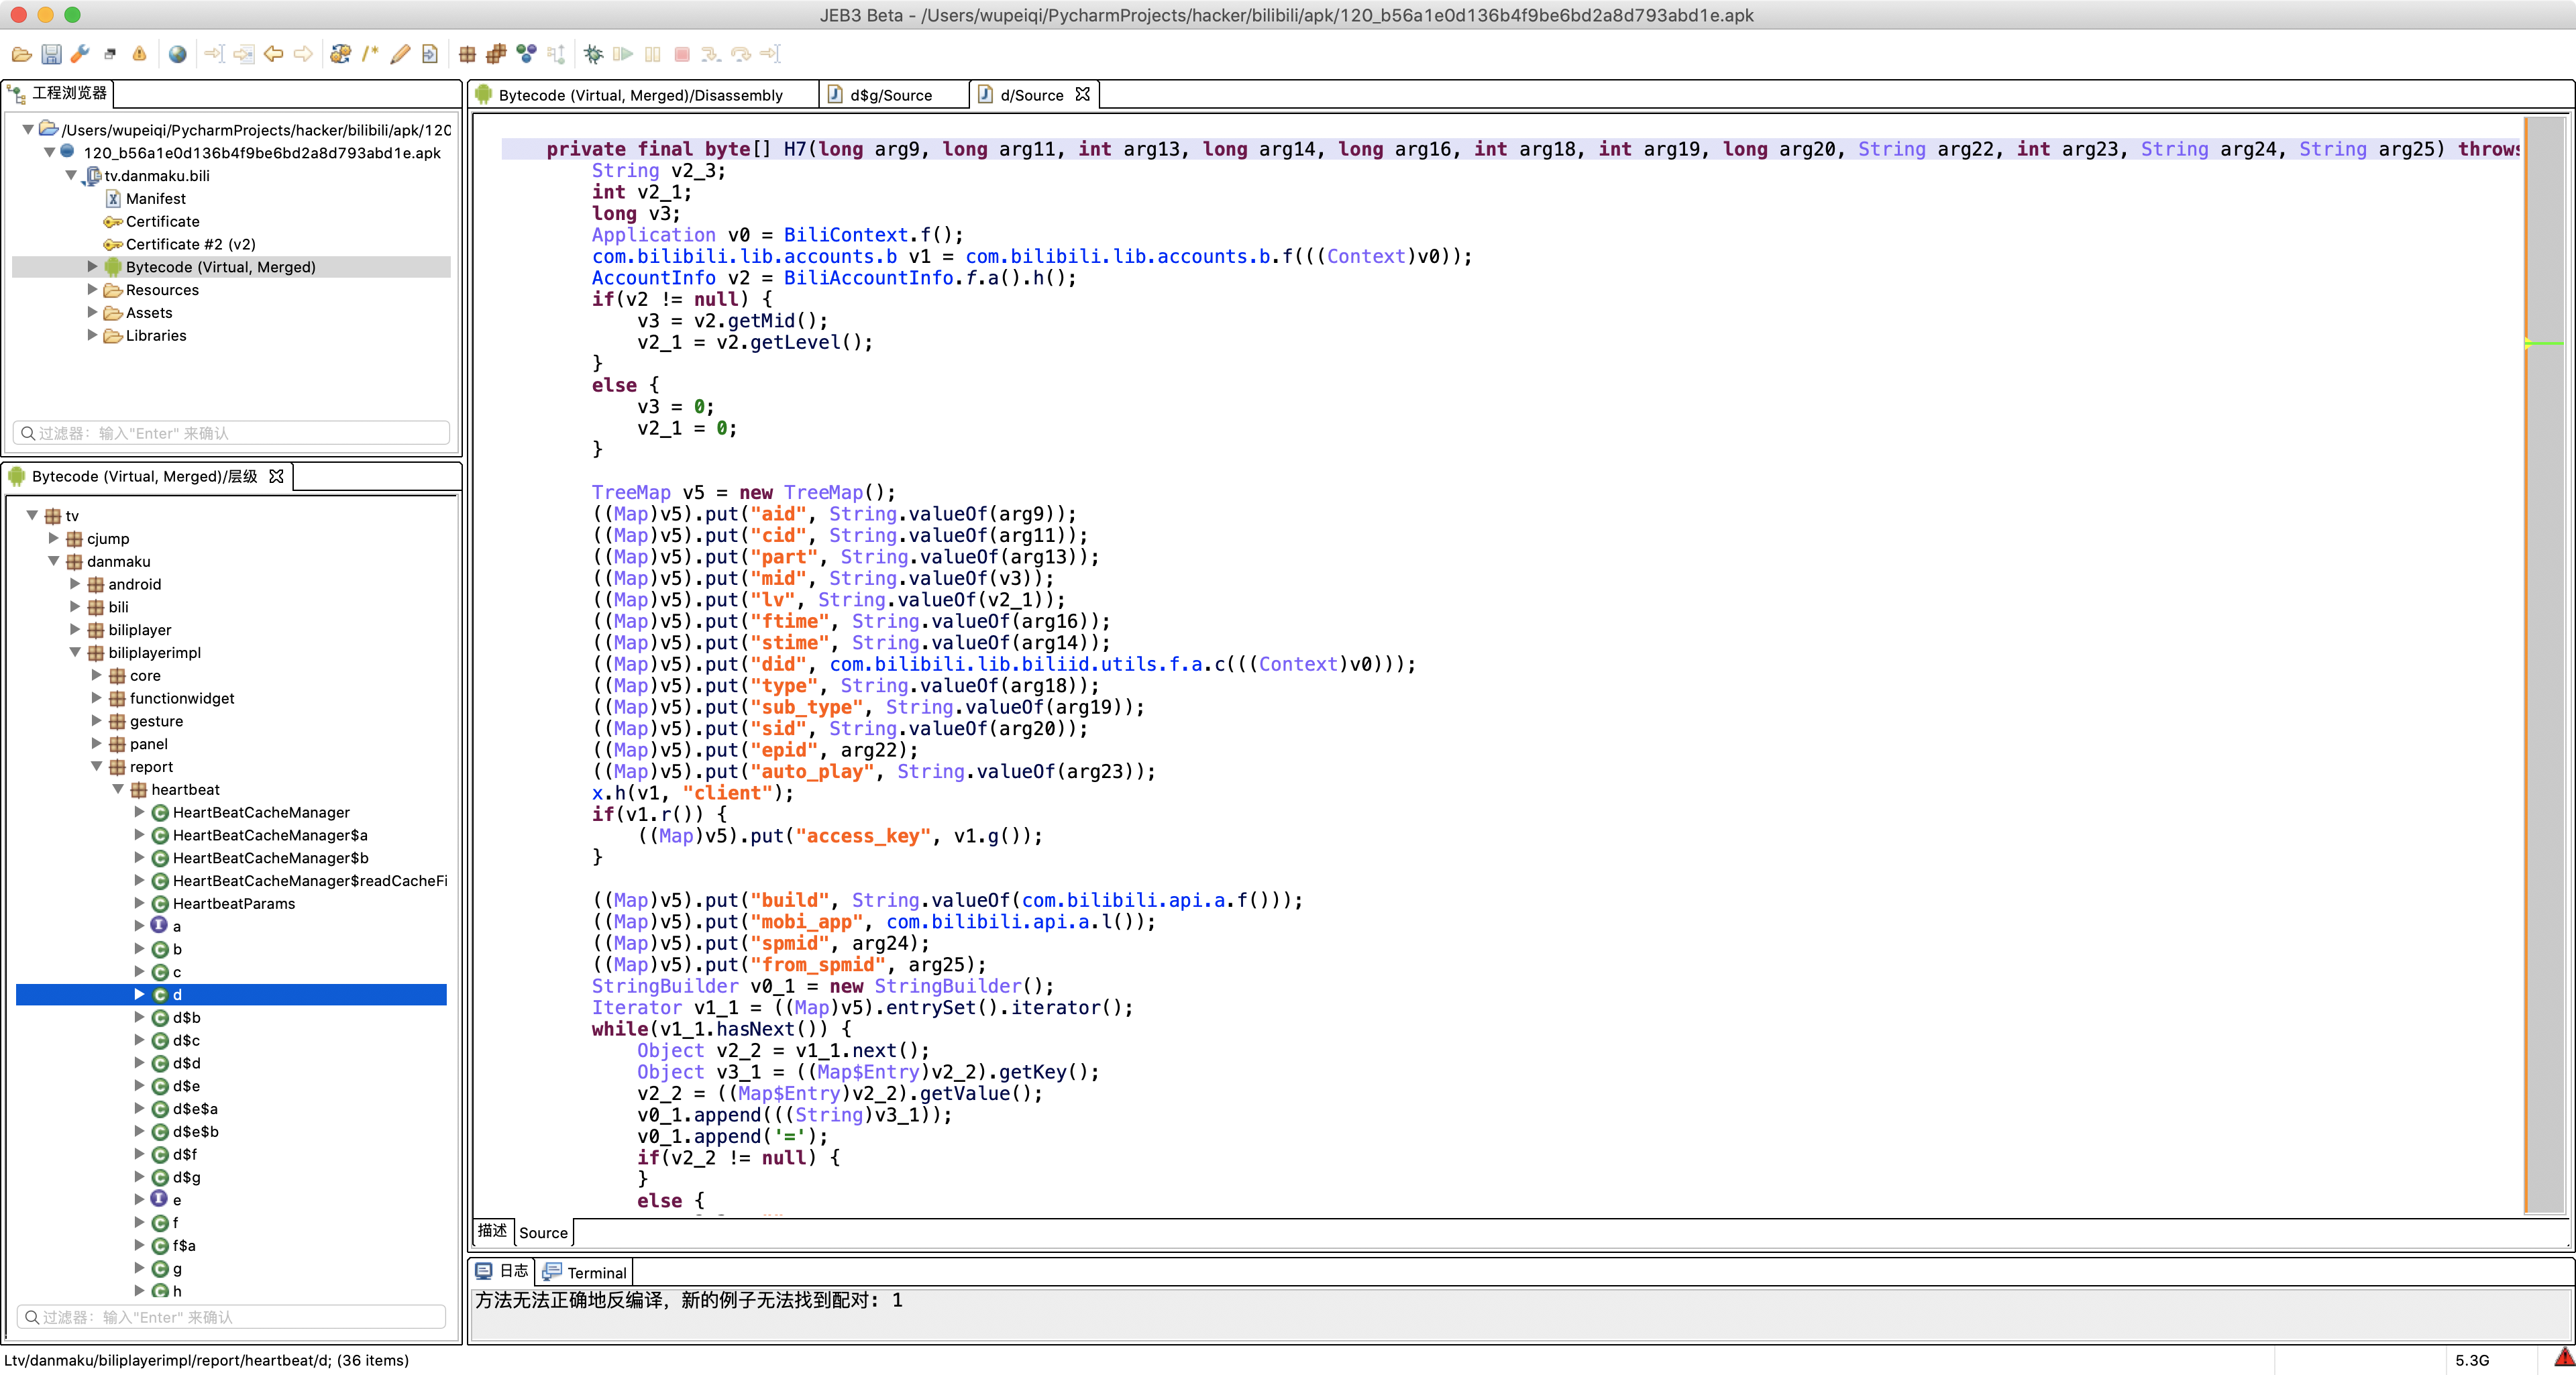 JEB3 Beta - /Users/wupeiqi/PycharmProjects/hacker/bilibili/apk/120_b56a1e0d136b4f9be6bd2a8d793abd1e.apk
工程浏览器
/Users/wupeiqi/PycharmProjects/hacker/bilibili/apk/120
120_b56a1e0d136b4f9be6bd2a8d793abd1e.apk
tv.danmaku.bili
Manifest
Certificate
Certificate #2 (v2)
Bytecode (Virtual, Merged)
Resources
Assets
Libraries
过滤器：输入"Enter" 来确认
Bytecode (Virtual, Merged)/层级
tv
cjump
danmaku
android
bili
biliplayer
biliplayerimpl
core
functionwidget
gesture
panel
report
heartbeat
HeartBeatCacheManager
HeartBeatCacheManager$a
HeartBeatCacheManager$b
HeartBeatCacheManager$readCacheFi
HeartbeatParams
a
b
c
d
d$b
d$c
d$d
d$e
d$e$a
d$e$b
d$f
d$g
e
f
f$a
g
h
过滤器：输入"Enter" 来确认
Bytecode (Virtual, Merged)/Disassembly
d$g/Source
d/Source
private final byte[] H7(long arg9, long arg11, int arg13, long arg14, long arg16, int arg18, int arg19, long arg20, String arg22, int arg23, String arg24, String arg25) throws
String v2_3;
int v2_1;
long v3;
Application v0 = BiliContext.f();
com.bilibili.lib.accounts.b v1 = com.bilibili.lib.accounts.b.f(((Context)v0));
AccountInfo v2 = BiliAccountInfo.f.a().h();
if(v2 != null) {
v3 = v2.getMid();
v2_1 = v2.getLevel();
}
else {
v3 = 0;
v2_1 = 0;
}
TreeMap v5 = new TreeMap();
((Map)v5).put("aid", String.valueOf(arg9));
((Map)v5).put("cid", String.valueOf(arg11));
((Map)v5).put("part", String.valueOf(arg13));
((Map)v5).put("mid", String.valueOf(v3));
((Map)v5).put("lv", String.valueOf(v2_1));
((Map)v5).put("ftime", String.valueOf(arg16));
((Map)v5).put("stime", String.valueOf(arg14));
((Map)v5).put("did", com.bilibili.lib.biliid.utils.f.a.c(((Context)v0)));
((Map)v5).put("type", String.valueOf(arg18));
((Map)v5).put("sub_type", String.valueOf(arg19));
((Map)v5).put("sid", String.valueOf(arg20));
((Map)v5).put("epid", arg22);
((Map)v5).put("auto_play", String.valueOf(arg23));
x.h(v1, "client");
if(v1.r()) {
((Map)v5).put("access_key", v1.g());
}
((Map)v5).put("build", String.valueOf(com.bilibili.api.a.f()));
((Map)v5).put("mobi_app", com.bilibili.api.a.l());
((Map)v5).put("spmid", arg24);
((Map)v5).put("from_spmid", arg25);
StringBuilder v0_1 = new StringBuilder();
Iterator v1_1 = ((Map)v5).entrySet().iterator();
while(v1_1.hasNext()) {
Object v2_2 = v1_1.next();
Object v3_1 = ((Map$Entry)v2_2).getKey();
v2_2 = ((Map$Entry)v2_2).getValue();
v0_1.append(((String)v3_1));
v0_1.append('=');
if(v2_2 != null) {
}
else {
描述
Source
日志
Terminal
方法无法正确地反编译，新的例子无法找到配对: 1
Ltv/danmaku/biliplayerimpl/report/heartbeat/d; (36 items)
5.3G